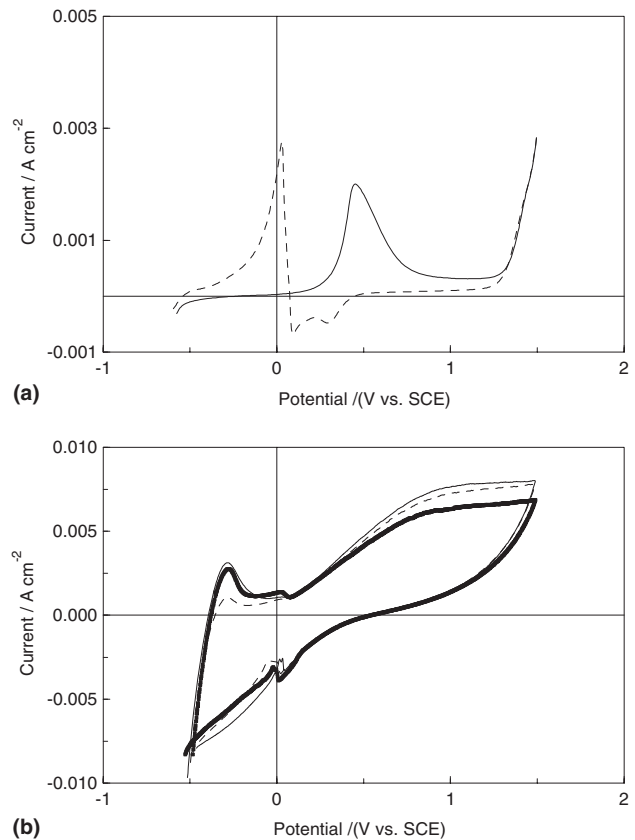 0.005
0.003
0.001
-0.001
Current / A cm⁻²
-1
0
1
2
Potential /(V vs. SCE)
(a)
0.010
0.005
0.000
-0.005
-0.010
Current / A cm⁻²
-1
0
1
2
Potential /(V vs. SCE)
(b)